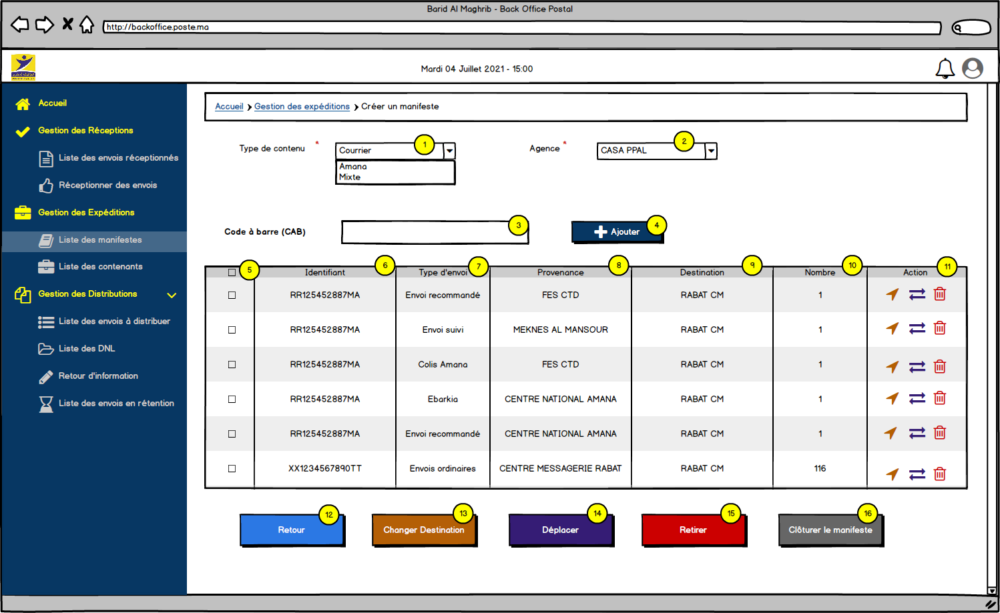 Barid Al Maghrib - Back Office Postal
http://backoffice.poste.ma
Mardi 04 Juillet 2021 - 15:00
Accueil
Gestion des Réceptions
Liste des envois réceptionnés
Réceptionner des envois
Gestion des Expéditions
Liste des manifestes
Liste des contenants
Gestion des Distributions
Liste des envois à distribuer
Liste des DNL
Retour d'information
Liste des envois en rétention
Accueil Gestion des expéditions Créer un manifeste
Type de contenu * Courrier 1 Agence * CASA PPAL 2
Amana
Mixte
Code à barre (CAB) 3 Ajouter 4
5 Identifiant 6 Type d'envoi 7 Provenance 8 Destination 9 Nombre 10 Action 11
RR125452887MA Envoi recommandé FES CTD RABAT CM 1
RR125452887MA Envoi suivi MEKNES AL MANSOUR RABAT CM 1
RR125452887MA Colis Amana FES CTD RABAT CM 1
RR125452887MA Ebarkia CENTRE NATIONAL AMANA RABAT CM 1
RR125452887MA Envoi recommandé CENTRE NATIONAL AMANA RABAT CM 1
XX1234567890TT Envois ordinaires CENTRE MESSAGERIE RABAT RABAT CM 116
Retour 12 Changer Destination 13 Déplacer 14 Retirer 15 Clôturer le manifeste 16